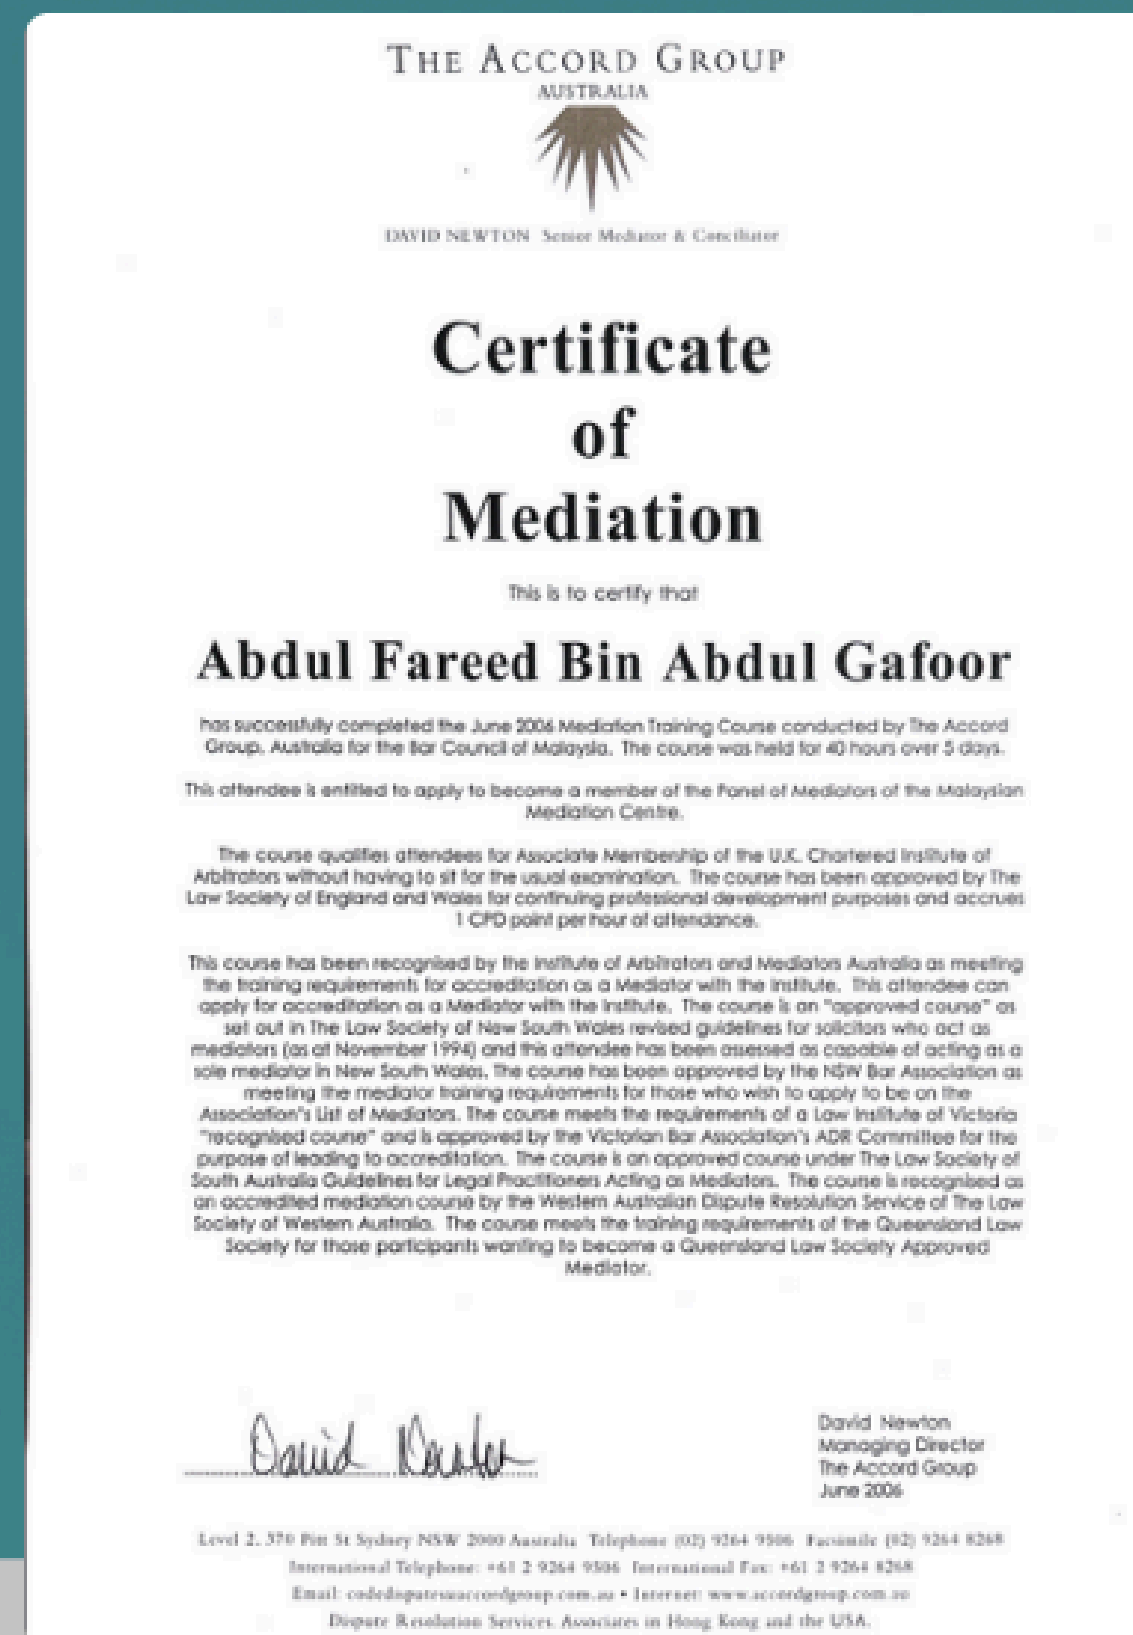 THE ACCORD GROUP
AUSTRALIA
DAVID NEWTON Senior Mediator & Conciliator
Certificate
of
Mediation
This is to certify that
Abdul Fareed Bin Abdul Gafoor
has successfully completed the June 2006 Mediation Training Course conducted by The Accord
Group, Australia for the Bar Council of Malaysia. The course was held for 40 hours over 5 days.
This attendee is entitled to apply to become a member of the Panel of Mediators of the Malaysian
Mediation Centre.
The course qualifies attendees for Associate Membership of the U.K. Chartered Institute of
Arbitrators without having to sit for the usual examination. The course has been approved by The
Law Society of England and Wales for continuing professional development purposes and accrues
1 CPD point per hour of attendance.
This course has been recognised by the Institute of Arbitrators and Mediators Australia as meeting
the training requirements for accreditation as a Mediator with the Institute. This attendee can
apply for accreditation as a Mediator with the Institute. The course is an "approved course" as
set out in The Law Society of New South Wales revised guidelines for solicitors who act as
mediators (as at November 1994) and this attendee has been assessed as capable of acting as a
sole mediator in New South Wales. The course has been approved by the NSW Bar Association as
meeting the mediator training requirements for those who wish to apply to be on the
Association's List of Mediators. The course meets the requirements of a Law Institute of Victoria
"recognised course" and is approved by the Victorian Bar Association's ADR Committee for the
purpose of leading to accreditation. The course is an approved course under The Law Society of
South Australia Guidelines for Legal Practitioners Acting as Mediators. The course is recognised as
an accredited mediation course by the Western Australian Dispute Resolution Service of The Law
Society of Western Australia. The course meets the training requirements of the Queensland Law
Society for those participants wanting to become a Queensland Law Society Approved
Mediator.
David Newton
David Newton
Managing Director
The Accord Group
June 2006
Level 2, 370 Pitt St Sydney NSW 2000 Australia Telephone (02) 9264 9506 Facsimile (02) 9264 8268
International Telephone: +61 2 9264 9506 International Fax: +61 2 9264 8268
Email: • Internet: www.accordgroup.com.au
Dispute Resolution Services. Associates in Hong Kong and the USA.